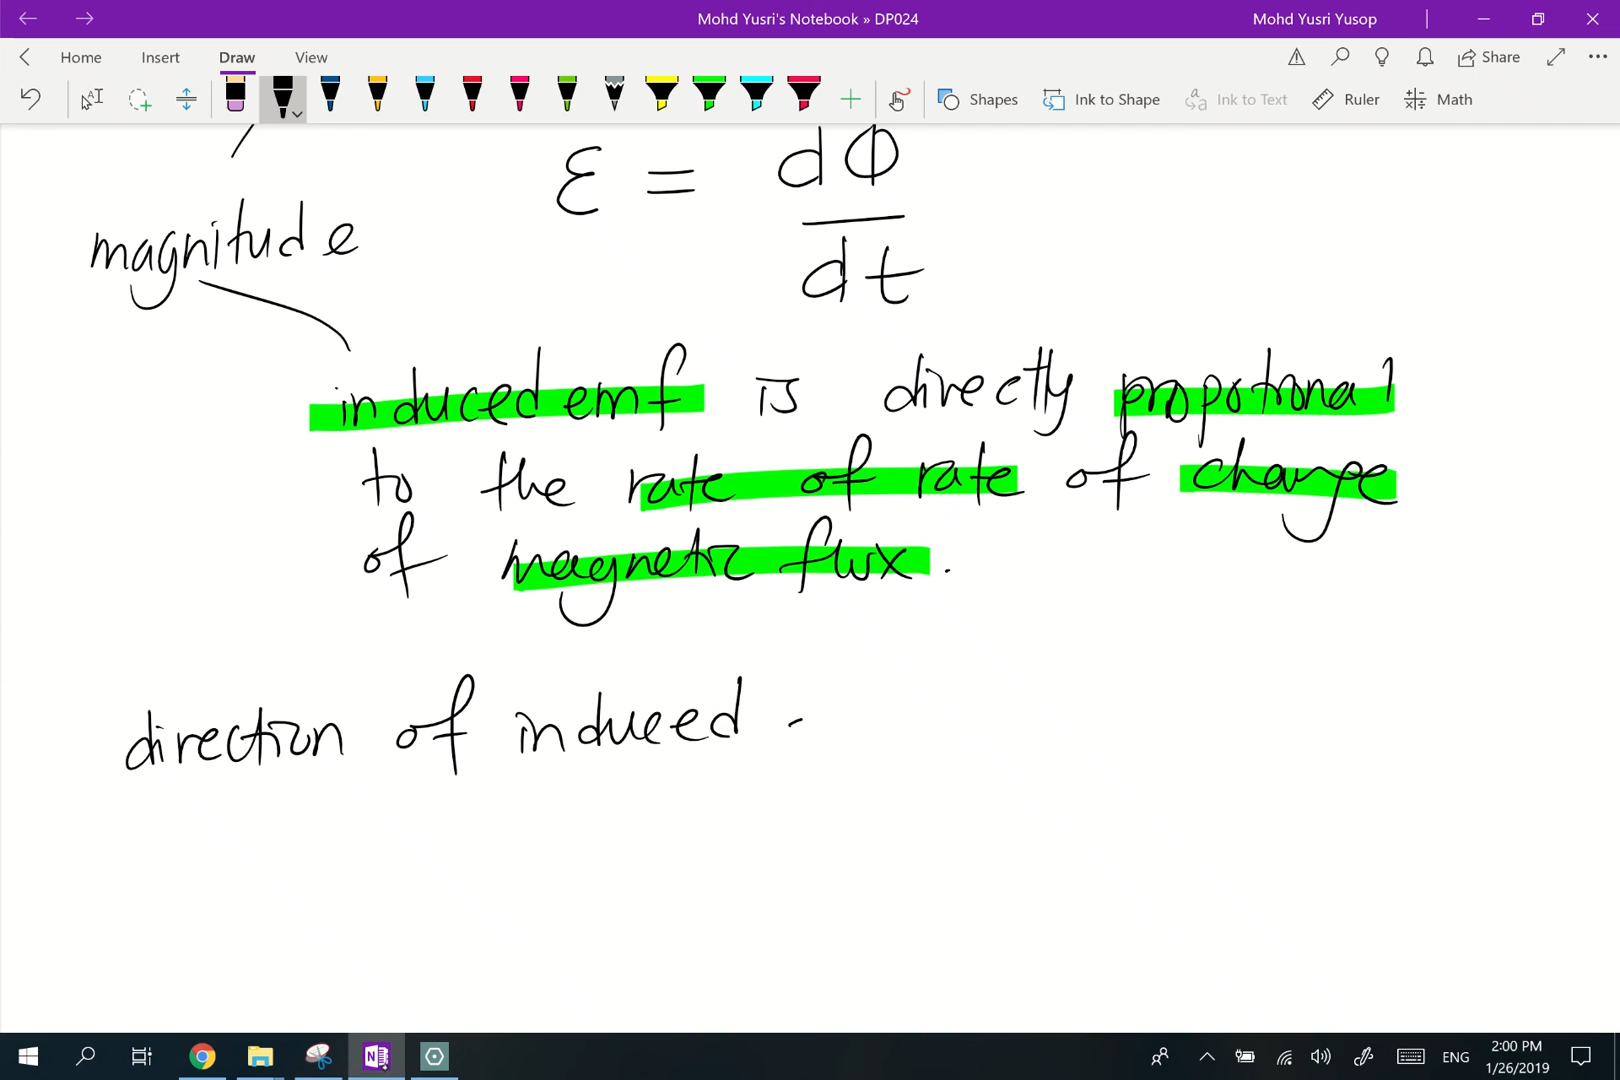 Mohd Yusri's Notebook » DP024
Mohd Yusri Yusop
Home Insert Draw View
Share
Shapes Ink to Shape Ink to Text Ruler Math
ε = dΦ
dt
magnitude
induced emf is directly proportional
to the rate of rate of change
of magnetic flux.
direction of induced -
ENG
2:00 PM
1/26/2019